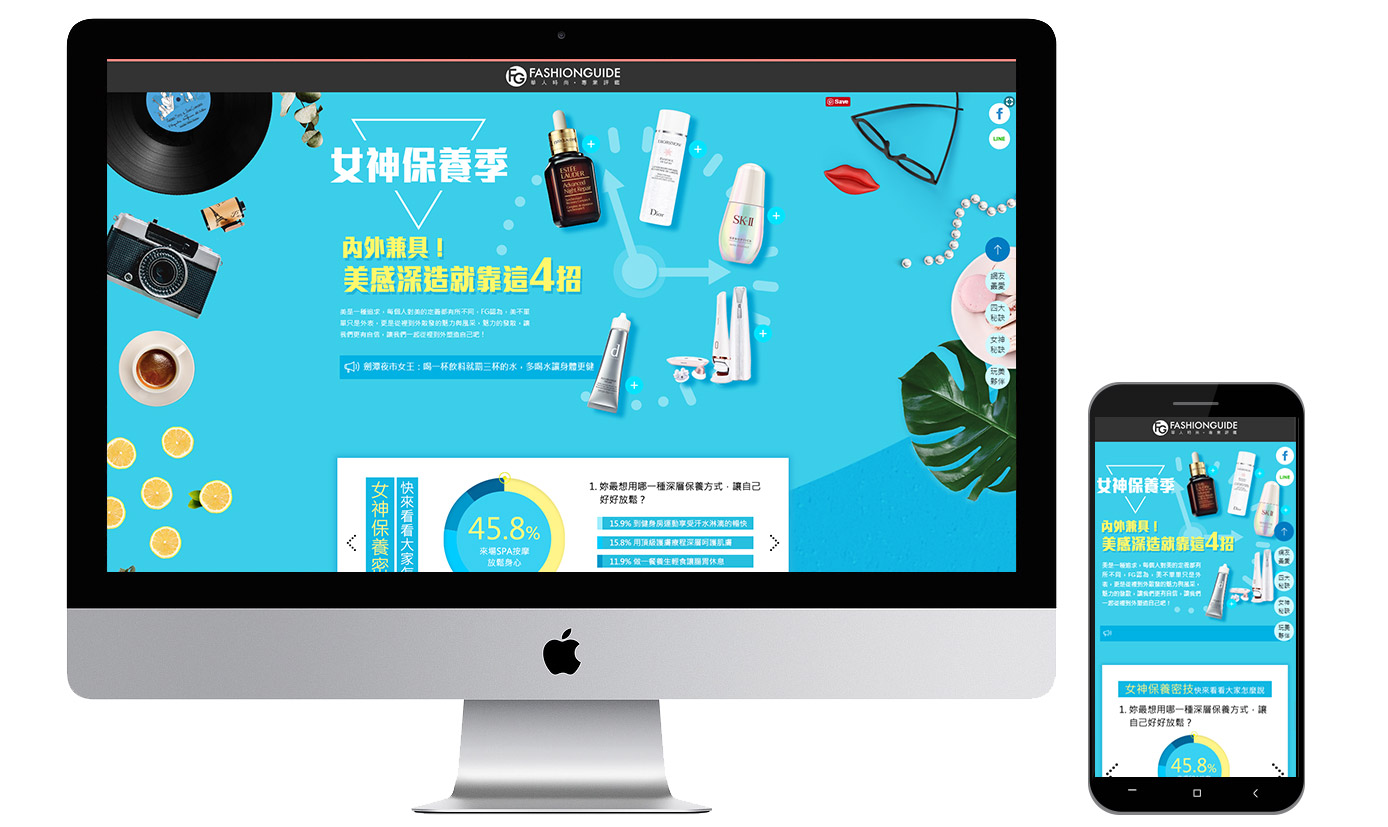 FG FASHIONGUIDE
華人時尚・專家評鑑
Save
LINE
女神保養季
內外兼具！
美感深造就靠這4招
美是一種追求，每個人對美的定義都有所不同，FG認為，美不單
單只是外表，更是從裡到外散發的魅力與風采，魅力的發散，讓
我們更有自信，讓我們一起從裡到外塑造自己吧！
劍潭夜市女王：喝一杯飲料就跟三杯的水，多喝水讓身體更健
ESTĒE
LAUDER
Advanced
Night Repair
Dior
SK-II
d
網友
最愛
四大
秘訣
女神
秘訣
玩美
夥伴
女神保養密
快來看看大家怎
45.8%
來場SPA按摩
放鬆身心
1. 妳最想用哪一種深層保養方式，讓自己
好好放鬆？
15.9% 到健身房運動享受汗水淋漓的暢快
15.8% 用頂級護膚療程深層呵護肌膚
11.9% 做一餐養生輕食讓腸胃休息
FG FASHIONGUIDE
華人時尚・專家評鑑
LINE
女神保養季
內外兼具！
美感深造就靠這4招
美是一種追求，每個人對美的定義都有
所不同，FG認為，美不單單只是外
表，更是從裡到外散發的魅力與風采，
魅力的發散，讓我們更有自信，讓我們
一起從裡到外塑造自己吧！
SK-II
d
網友
最愛
四大
秘訣
女神
秘訣
玩美
夥伴
女神保養密技快來看看大家怎麼說
1. 妳最想用哪一種深層保養方式，讓
自己好好放鬆？
45.8%